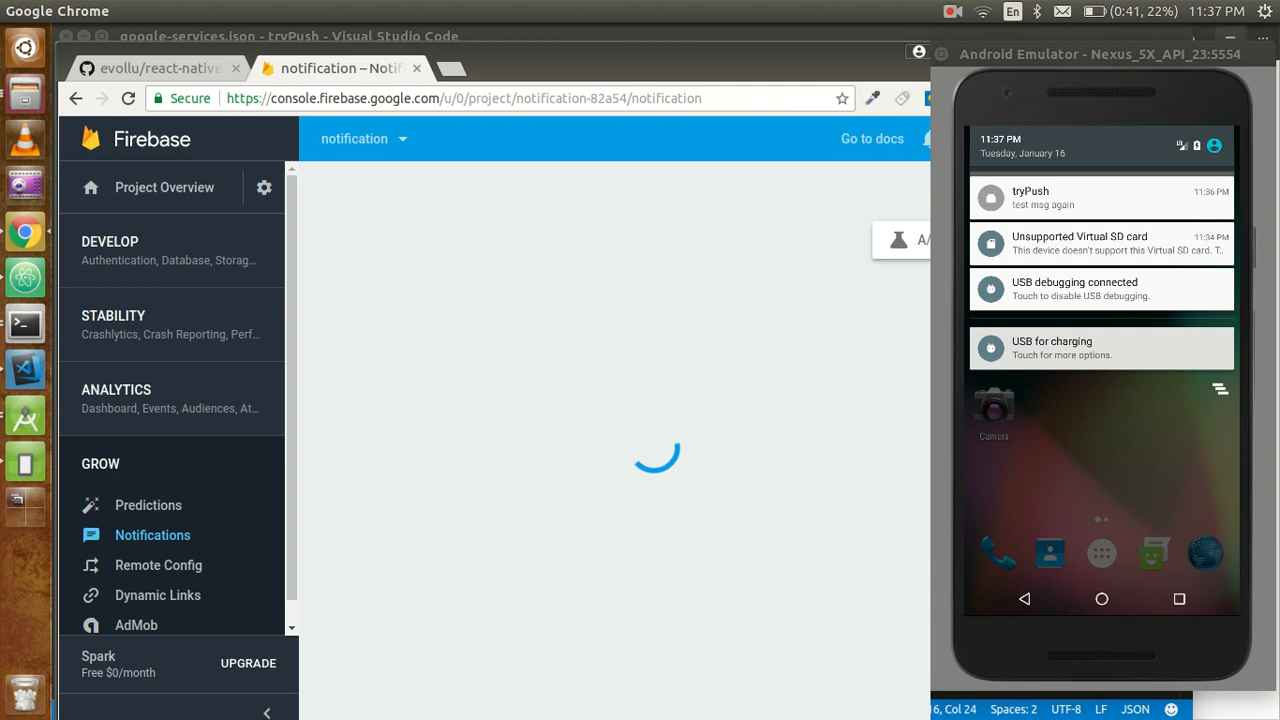 Google Chrome
En
(0:41, 22%)
11:37 PM
google-services.json - tryPush - Visual Studio Code
evollu/react-native
notification – Notif
Secure
https://console.firebase.google.com/u/0/project/notification-82a54/notification
Firebase
notification
Go to docs
Project Overview
DEVELOP
Authentication, Database, Storag...
STABILITY
Crashlytics, Crash Reporting, Perf...
ANALYTICS
Dashboard, Events, Audiences, At...
GROW
Predictions
Notifications
Remote Config
Dynamic Links
AdMob
Spark
Free $0/month
UPGRADE
A/
Android Emulator - Nexus_5X_API_23:5554
11:37 PM
Tuesday, January 16
tryPush
11:36 PM
test msg again
Unsupported Virtual SD card
11:34 PM
This device doesn't support this Virtual SD card. T..
USB debugging connected
Touch to disable USB debugging.
USB for charging
Touch for more options.
Camera
6, Col 24
Spaces: 2
UTF-8
LF
JSON